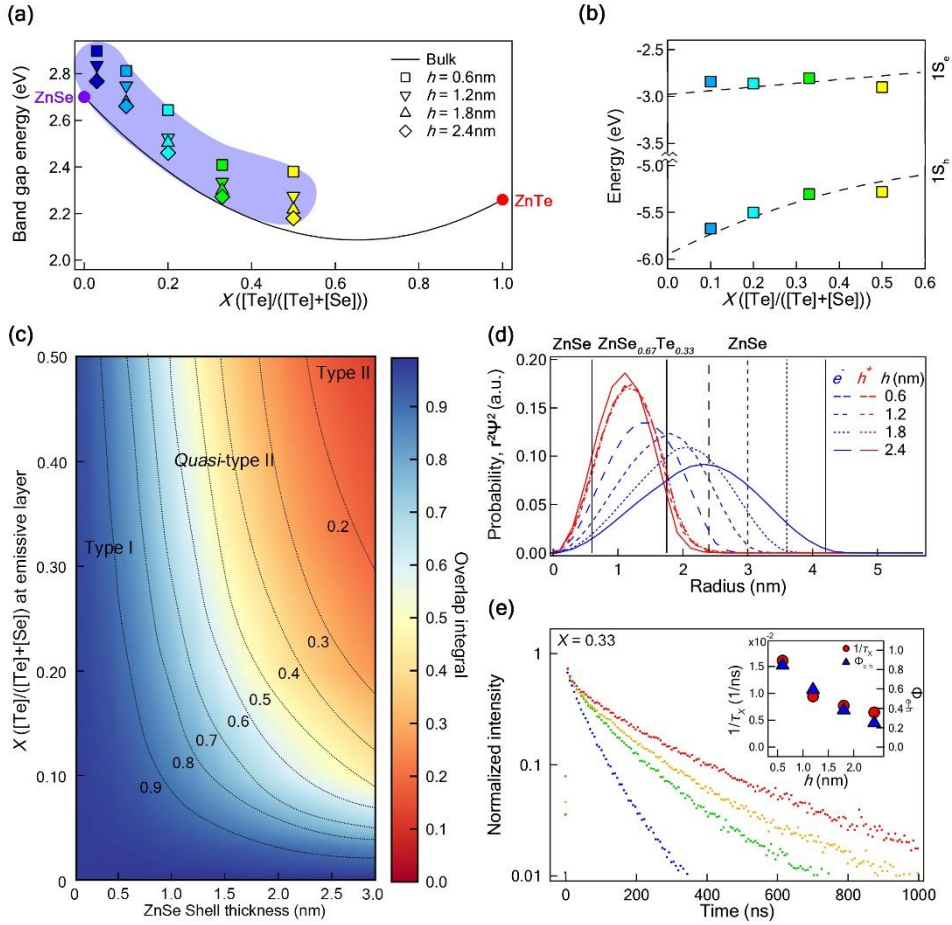 (a)
Band gap energy (eV)
2.8
2.6
2.4
2.2
2.0
ZnSe
ZnTe
Bulk
h = 0.6nm
h = 1.2nm
h = 1.8nm
h = 2.4nm
0.0 0.2 0.4 0.6 0.8 1.0
X ([Te]/([Te]+[Se]))
(b)
Energy (eV)
-2.5
-3.0
-3.5
-5.0
-5.5
-6.0
1Se
1Sh
0.0 0.1 0.2 0.3 0.4 0.5 0.6
X ([Te]/([Te]+[Se]))
(c)
X ([Te]/([Te]+[Se]) at emissive layer
0.50
0.40
0.30
0.20
0.10
0
Type II
Quasi-type II
Type I
0.2
0.3
0.4
0.5
0.6
0.7
0.8
0.9
0 0.5 1.0 1.5 2.0 2.5 3.0
ZnSe Shell thickness (nm)
0.9
0.8
0.7
0.6
0.5
0.4
0.3
0.2
0.1
0.0
Overlap integral
(d)
ZnSe ZnSe0.67Te0.33 ZnSe
Probability, r²Ψ² (a.u.)
0.20
0.15
0.10
0.05
0.00
e- h+ h (nm)
0.6
1.2
1.8
2.4
0 1 2 3 4 5
Radius (nm)
(e)
X = 0.33
Normalized intensity
1
0.1
0.01
0 200 400 600 800 1000
Time (ns)
×10-2
1/τX (1/ns)
1.5
1.0
0.5
0.0
1/τX
Φe-h
1.0
0.8
0.6
0.4
0.2
0.0
Φe-h
0.5 1.0 1.5 2.0
h (nm)